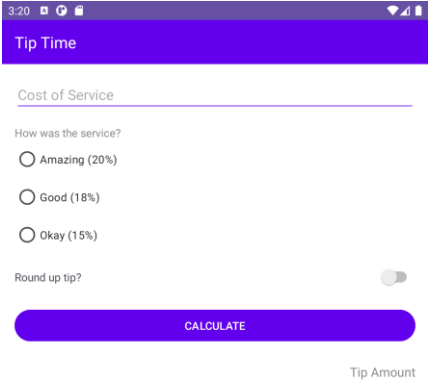 3:20
Tip Time
Cost of Service
How was the service?
Amazing (20%)
Good (18%)
Okay (15%)
Round up tip?
CALCULATE
Tip Amount